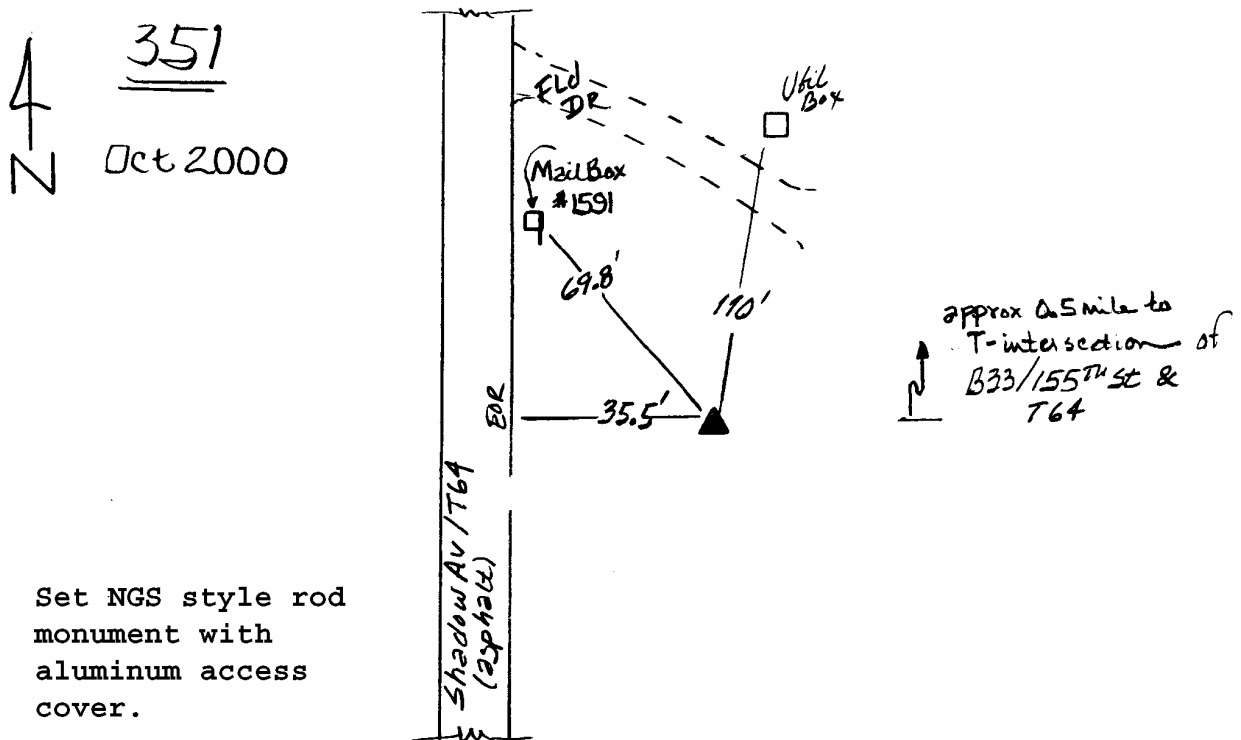 351
N
Oct 2000
FLd
DR
Util
Box
MailBox
#1591
69.8'
110'
approx 0.5 mile to
T-intersection of
B33/155TH St &
T64
35.5'
EOR
Shadow AV / T64
(asphalt)
Set NGS style rod
monument with
aluminum access
cover.